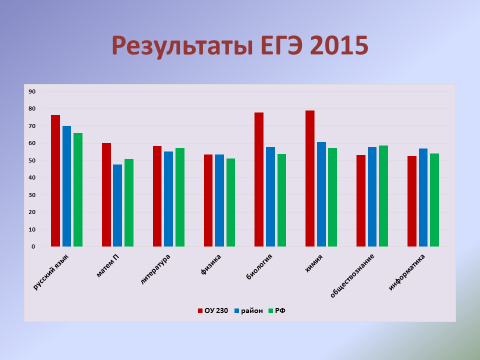 Результаты ЕГЭ 2015
90
80
70
60
50
40
30
20
10
0
русский язык
матем П
литература
физика
биология
химия
обществознание
информатика
ОУ 230 район РФ